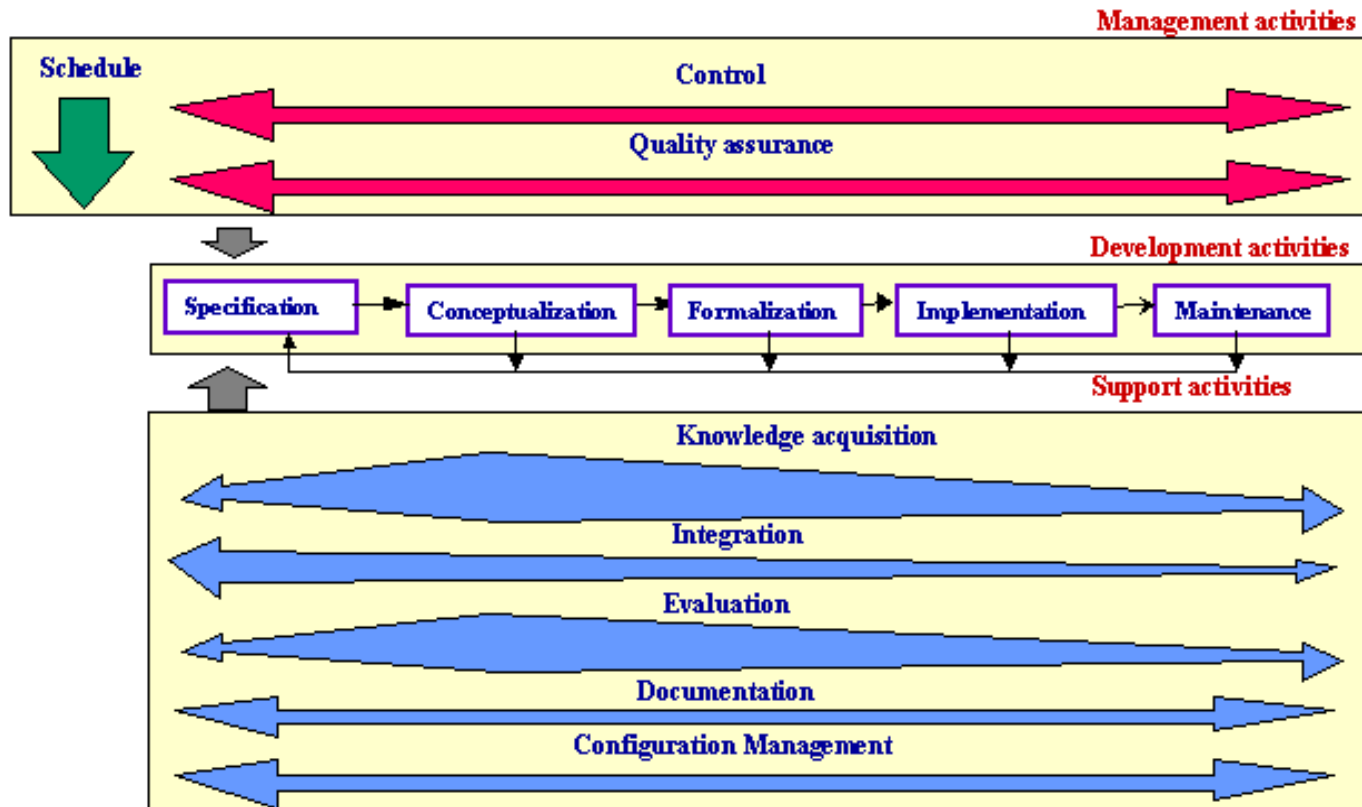 Management activities
Schedule
Control
Quality assurance
Development activities
Specification
Conceptualization
Formalization
Implementation
Maintenance
Support activities
Knowledge acquisition
Integration
Evaluation
Documentation
Configuration Management